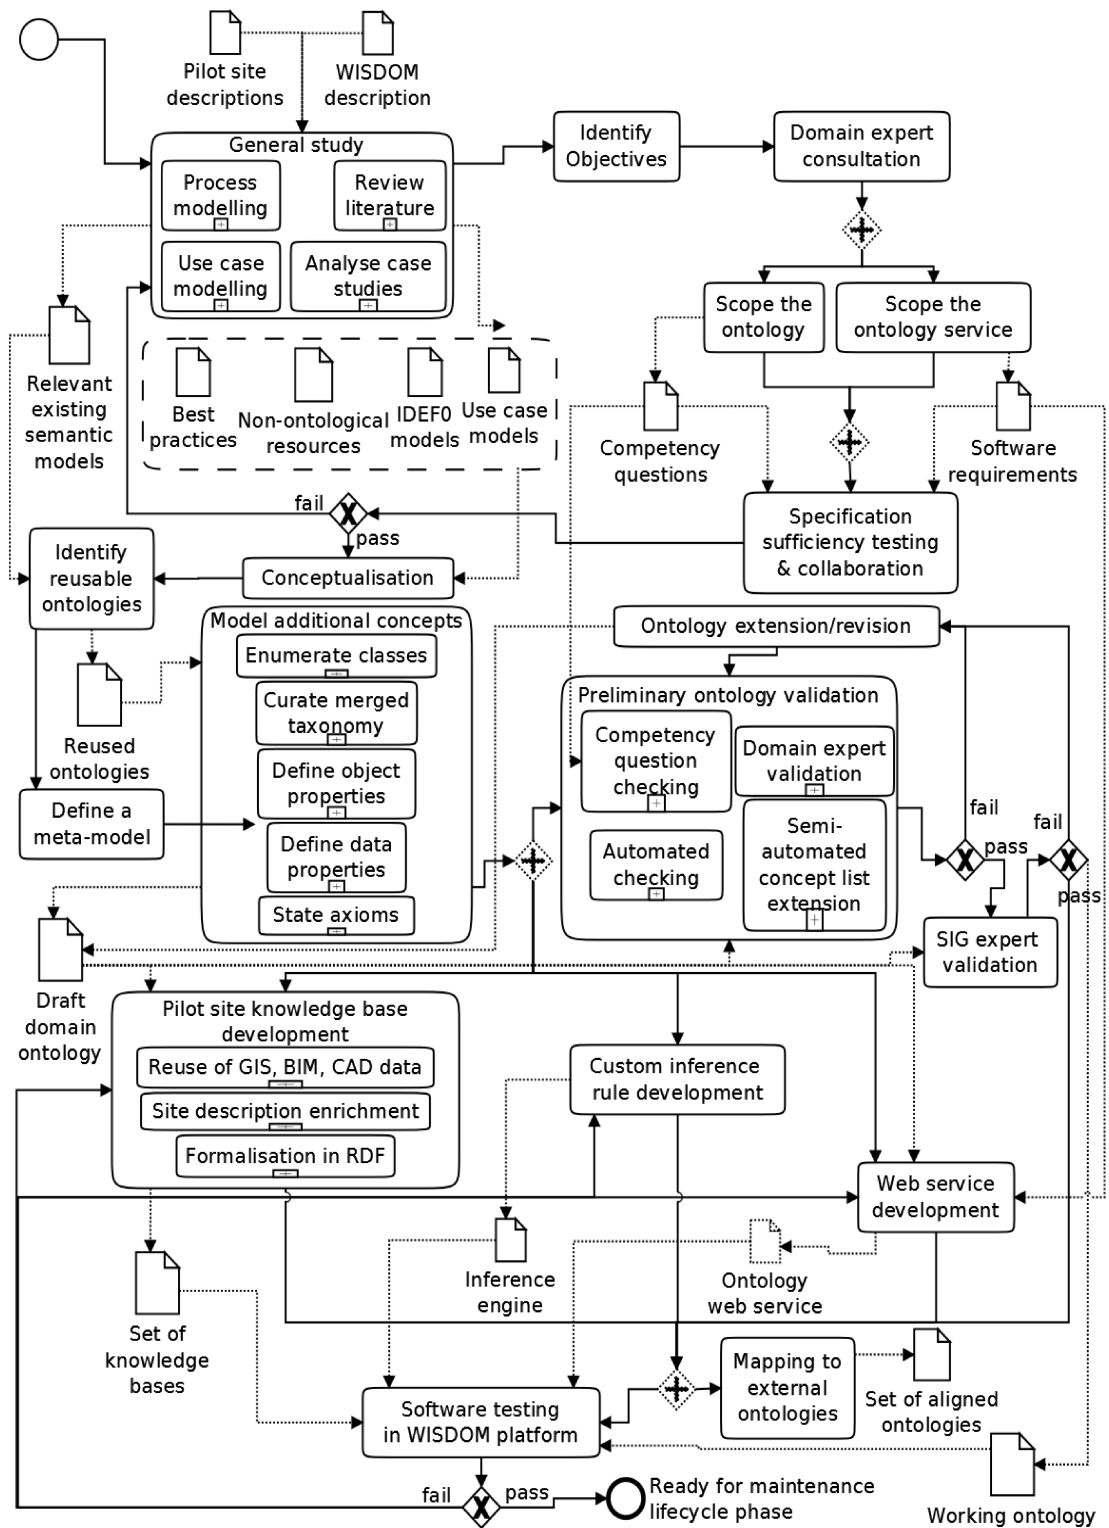 Pilot site
descriptions
WISDOM
description
General study
Process
modelling
Review
literature
Use case
modelling
Analyse case
studies
Identify
Objectives
Domain expert
consultation
Scope the
ontology
Scope the
ontology service
Relevant
existing
semantic
models
Best
practices
Non-ontological
resources
IDEF0
models
Use case
models
Competency
questions
Software
requirements
fail
X
pass
Specification
sufficiency testing
& collaboration
Identify
reusable
ontologies
Conceptualisation
Model additional concepts
Enumerate classes
Curate merged
taxonomy
Define object
properties
Define data
properties
State axioms
Reused
ontologies
Define a
meta-model
Ontology extension/revision
Preliminary ontology validation
Competency
question
checking
Domain expert
validation
Automated
checking
Semi-
automated
concept list
extension
fail
X
pass
fail
X
pass
SIG expert
validation
Draft
domain
ontology
Pilot site knowledge base
development
Reuse of GIS, BIM, CAD data
Site description enrichment
Formalisation in RDF
Custom inference
rule development
Web service
development
Inference
engine
Ontology
web service
Set of
knowledge
bases
Mapping to
external
ontologies
Set of aligned
ontologies
Software testing
in WISDOM platform
fail
X
pass
Ready for maintenance
lifecycle phase
Working ontology